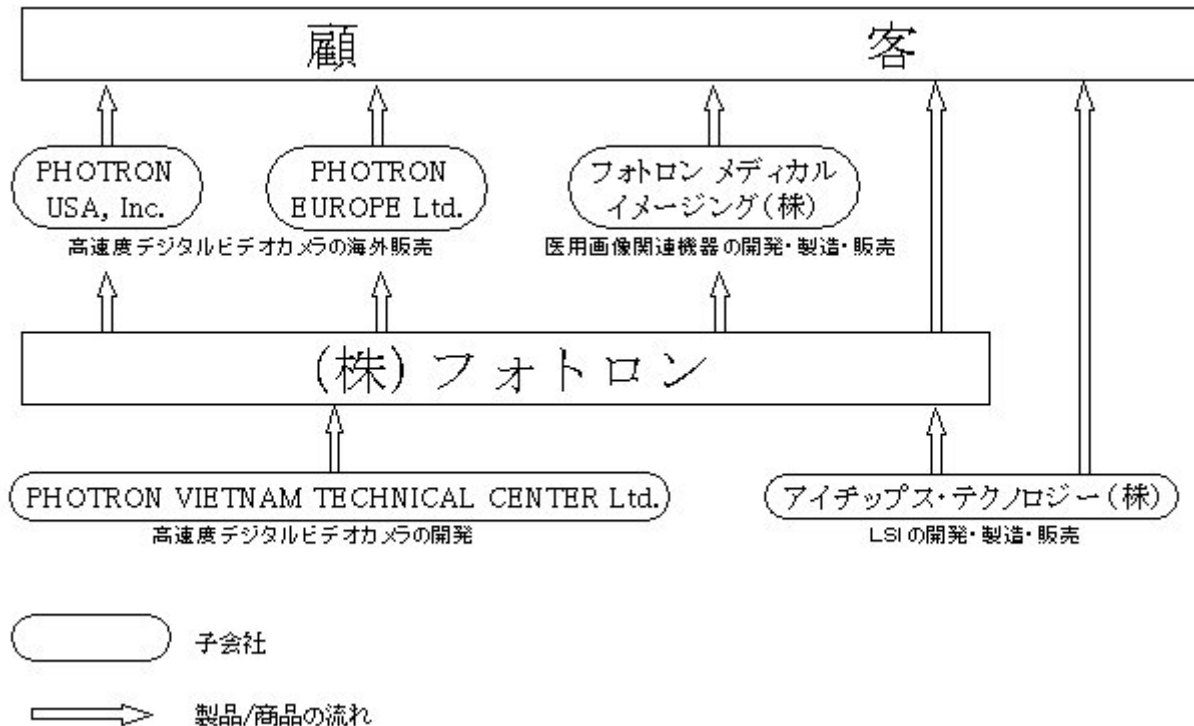 顧客
PHOTRON
USA, Inc.
PHOTRON
EUROPE Ltd.
フォトロン メディカル
イメージング(株)
高速度デジタルビデオカメラの海外販売
医用画像関連機器の開発・製造・販売
(株)フォトロン
PHOTRON VIETNAM TECHNICAL CENTER Ltd.
アイチップス・テクノロジー(株)
高速度デジタルビデオカメラの開発
LSIの開発・製造・販売
子会社
製品/商品の流れ